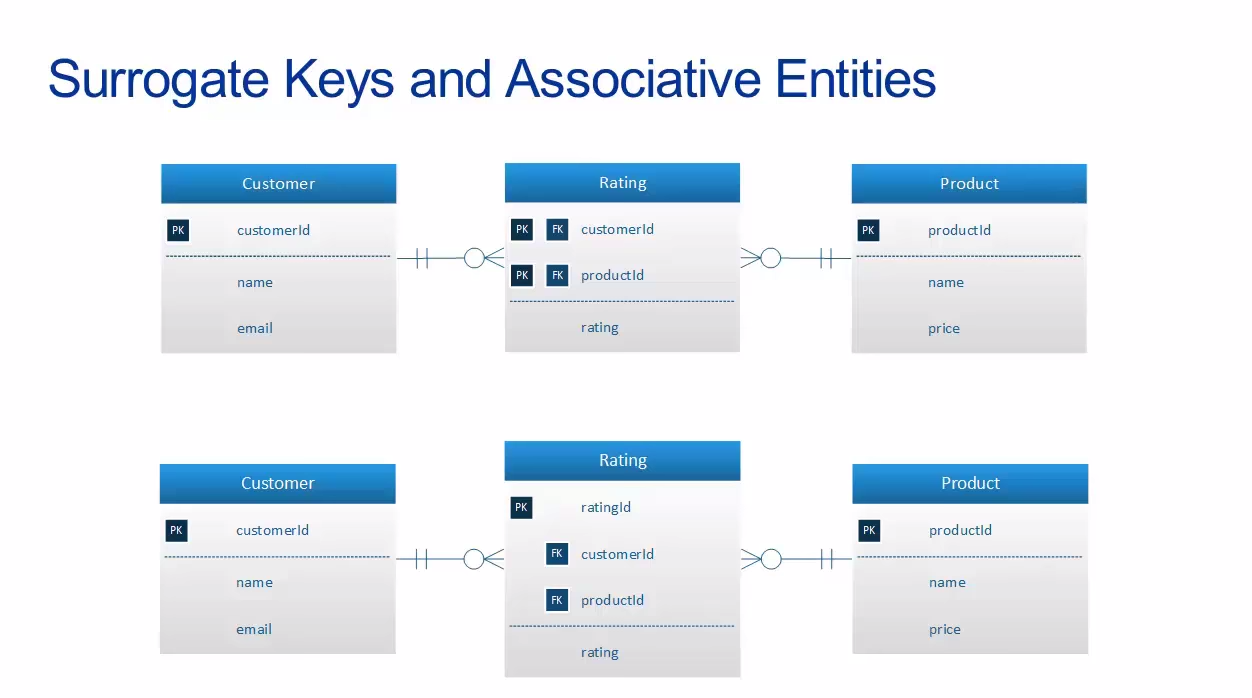 Surrogate Keys and Associative Entities
Customer
PK customerId
name
email
Rating
PK FK customerId
PK FK productId
rating
Product
PK productId
name
price
Customer
PK customerId
name
email
Rating
PK ratingId
FK customerId
FK productId
rating
Product
PK productId
name
price